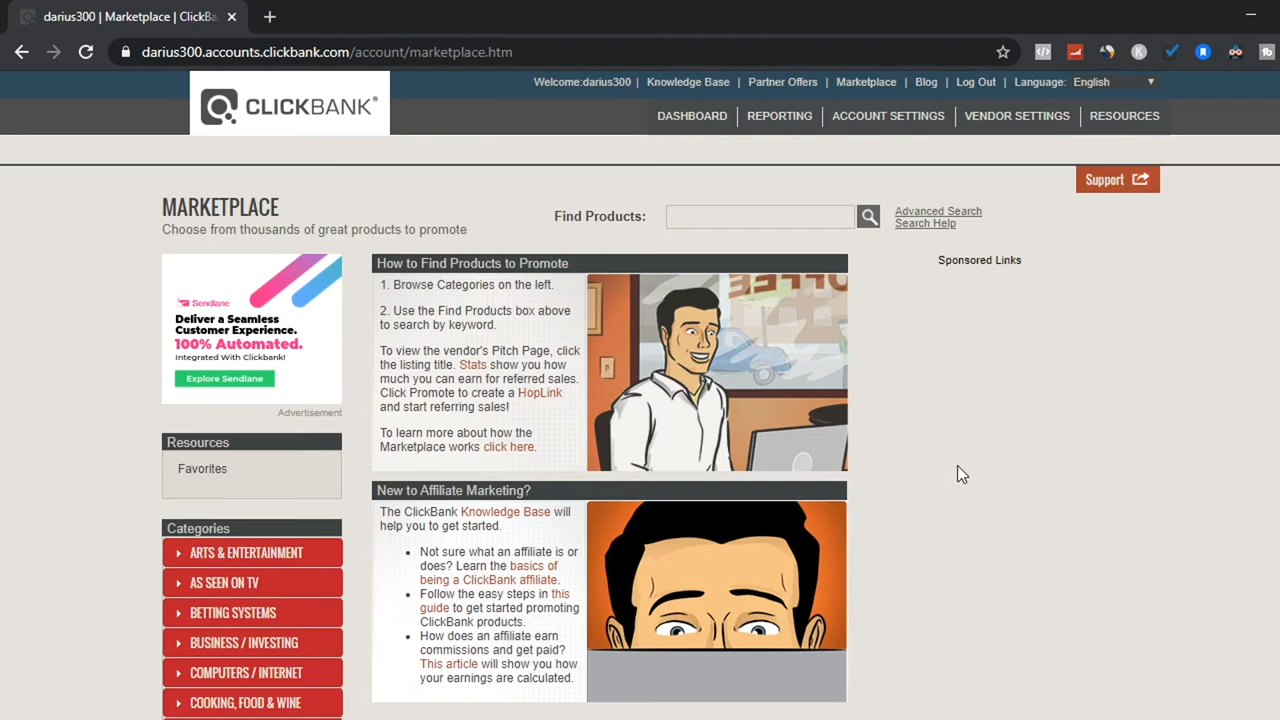 darius300 | Marketplace | ClickBa
darius300.accounts.clickbank.com/account/marketplace.htm
Welcome:darius300 | Knowledge Base | Partner Offers | Marketplace | Blog | Log Out | Language: English
CLICKBANK®
DASHBOARD | REPORTING | ACCOUNT SETTINGS | VENDOR SETTINGS | RESOURCES
Support
MARKETPLACE
Choose from thousands of great products to promote
Find Products:
Advanced Search
Search Help
Sendlane
Deliver a Seamless
Customer Experience.
100% Automated.
Integrated With Clickbank!
Explore Sendlane
Advertisement
Resources
Favorites
Categories
ARTS & ENTERTAINMENT
AS SEEN ON TV
BETTING SYSTEMS
BUSINESS / INVESTING
COMPUTERS / INTERNET
COOKING, FOOD & WINE
How to Find Products to Promote
1. Browse Categories on the left.
2. Use the Find Products box above
to search by keyword.
To view the vendor's Pitch Page, click
the listing title. Stats show you how
much you can earn for referred sales.
Click Promote to create a HopLink
and start referring sales!
To learn more about how the
Marketplace works click here.
COFFEE
New to Affiliate Marketing?
The ClickBank Knowledge Base will
help you to get started.
• Not sure what an affiliate is or
does? Learn the basics of
being a ClickBank affiliate.
• Follow the easy steps in this
guide to get started promoting
ClickBank products.
• How does an affiliate earn
commissions and get paid?
This article will show you how
your earnings are calculated.
Sponsored Links